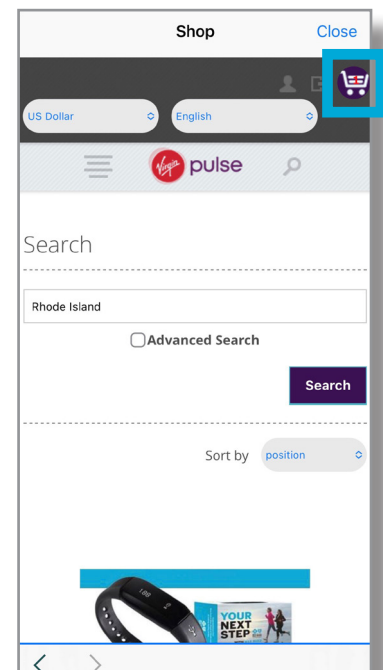 Shop Close
US Dollar English
Virgin pulse
Search
Rhode Island
Advanced Search
Search
Sort by position
YOUR
NEXT
STEP